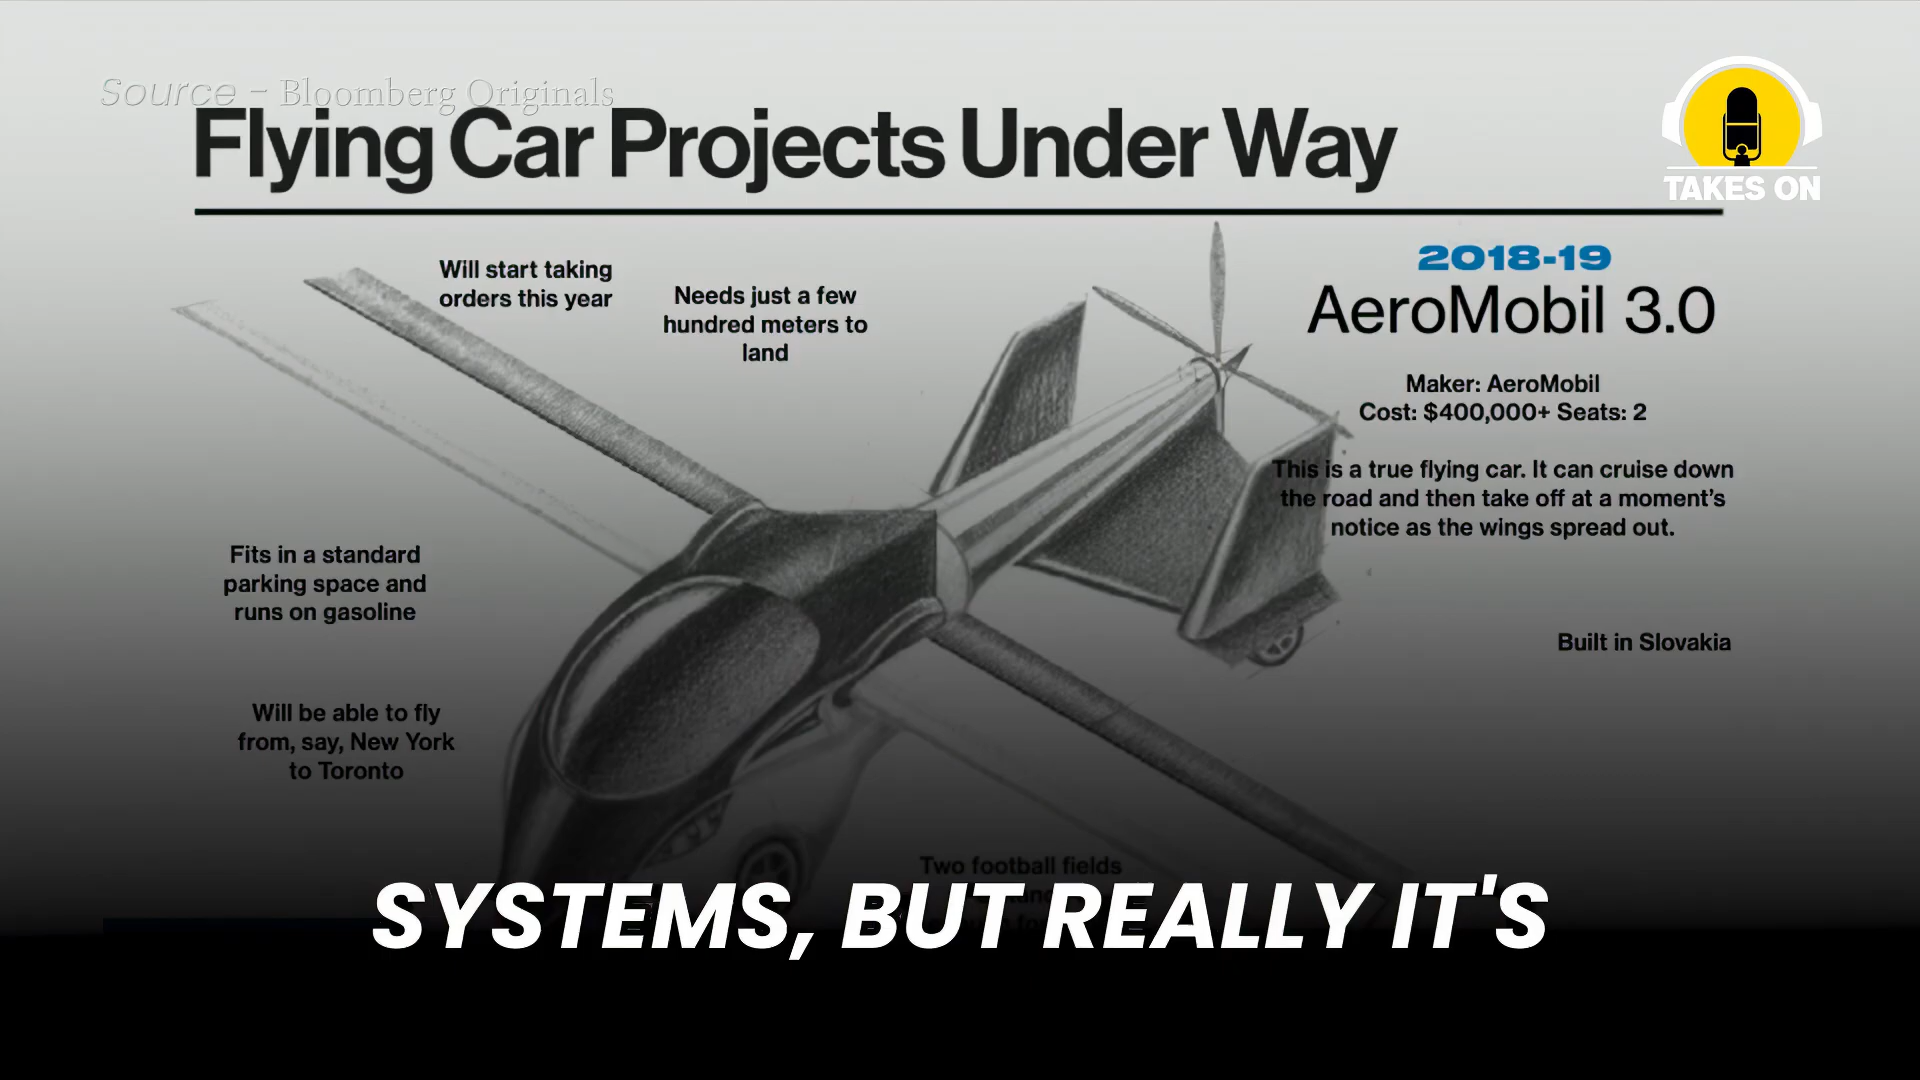 Source - Bloomberg Originals
Flying Car Projects Under Way
TAKES ON
2018-19
AeroMobil 3.0
Will start taking
orders this year
Needs just a few
hundred meters to
land
Maker: AeroMobil
Cost: $400,000+ Seats: 2
This is a true flying car. It can cruise down
the road and then take off at a moment's
notice as the wings spread out.
Fits in a standard
parking space and
runs on gasoline
Built in Slovakia
Will be able to fly
from, say, New York
to Toronto
Two football fields
SYSTEMS, BUT REALLY IT'S